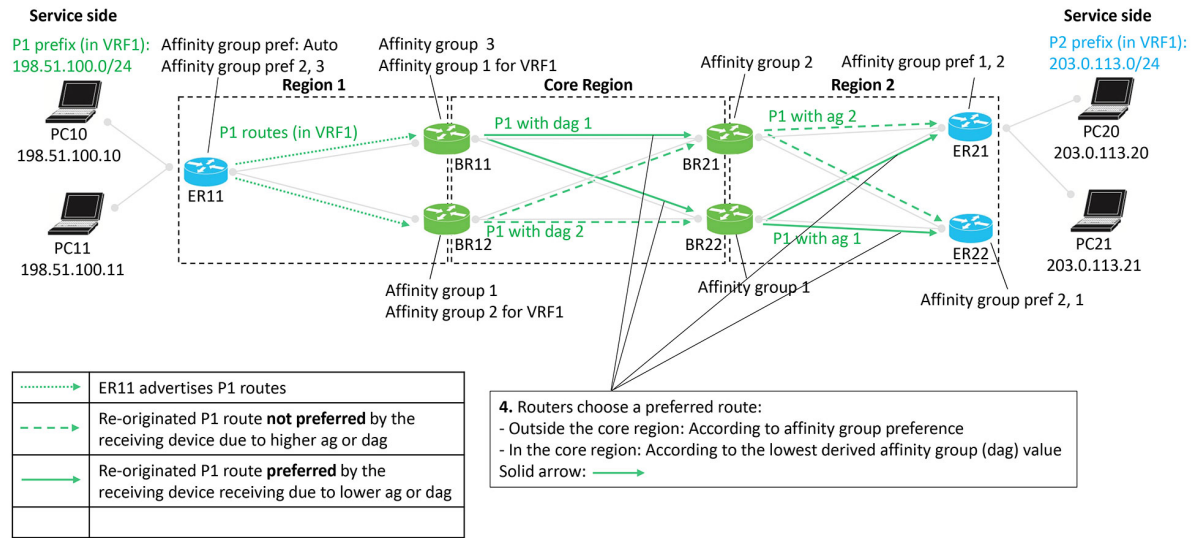 Service side
P1 prefix (in VRF1):
198.51.100.0/24
Affinity group pref: Auto
Affinity group pref 2, 3
Affinity group  3
Affinity group 1 for VRF1
Affinity group 2
Affinity group pref 1, 2
Service side
P2 prefix (in VRF1):
203.0.113.0/24
Region 1
Core Region
Region 2
PC10
198.51.100.10
PC11
198.51.100.11
ER11
P1 routes (in VRF1)
BR11
BR12
P1 with dag 1
P1 with dag 2
BR21
BR22
P1 with ag 2
P1 with ag 1
ER21
ER22
PC20
203.0.113.20
PC21
203.0.113.21
Affinity group 1
Affinity group 2 for VRF1
Affinity group 1
Affinity group pref 2, 1
ER11 advertises P1 routes
Re-originated P1 route not preferred by the
receiving device due to higher ag or dag
Re-originated P1 route preferred by the
receiving device receiving due to lower ag or dag
4. Routers choose a preferred route:
- Outside the core region: According to affinity group preference
- In the core region: According to the lowest derived affinity group (dag) value
Solid arrow: